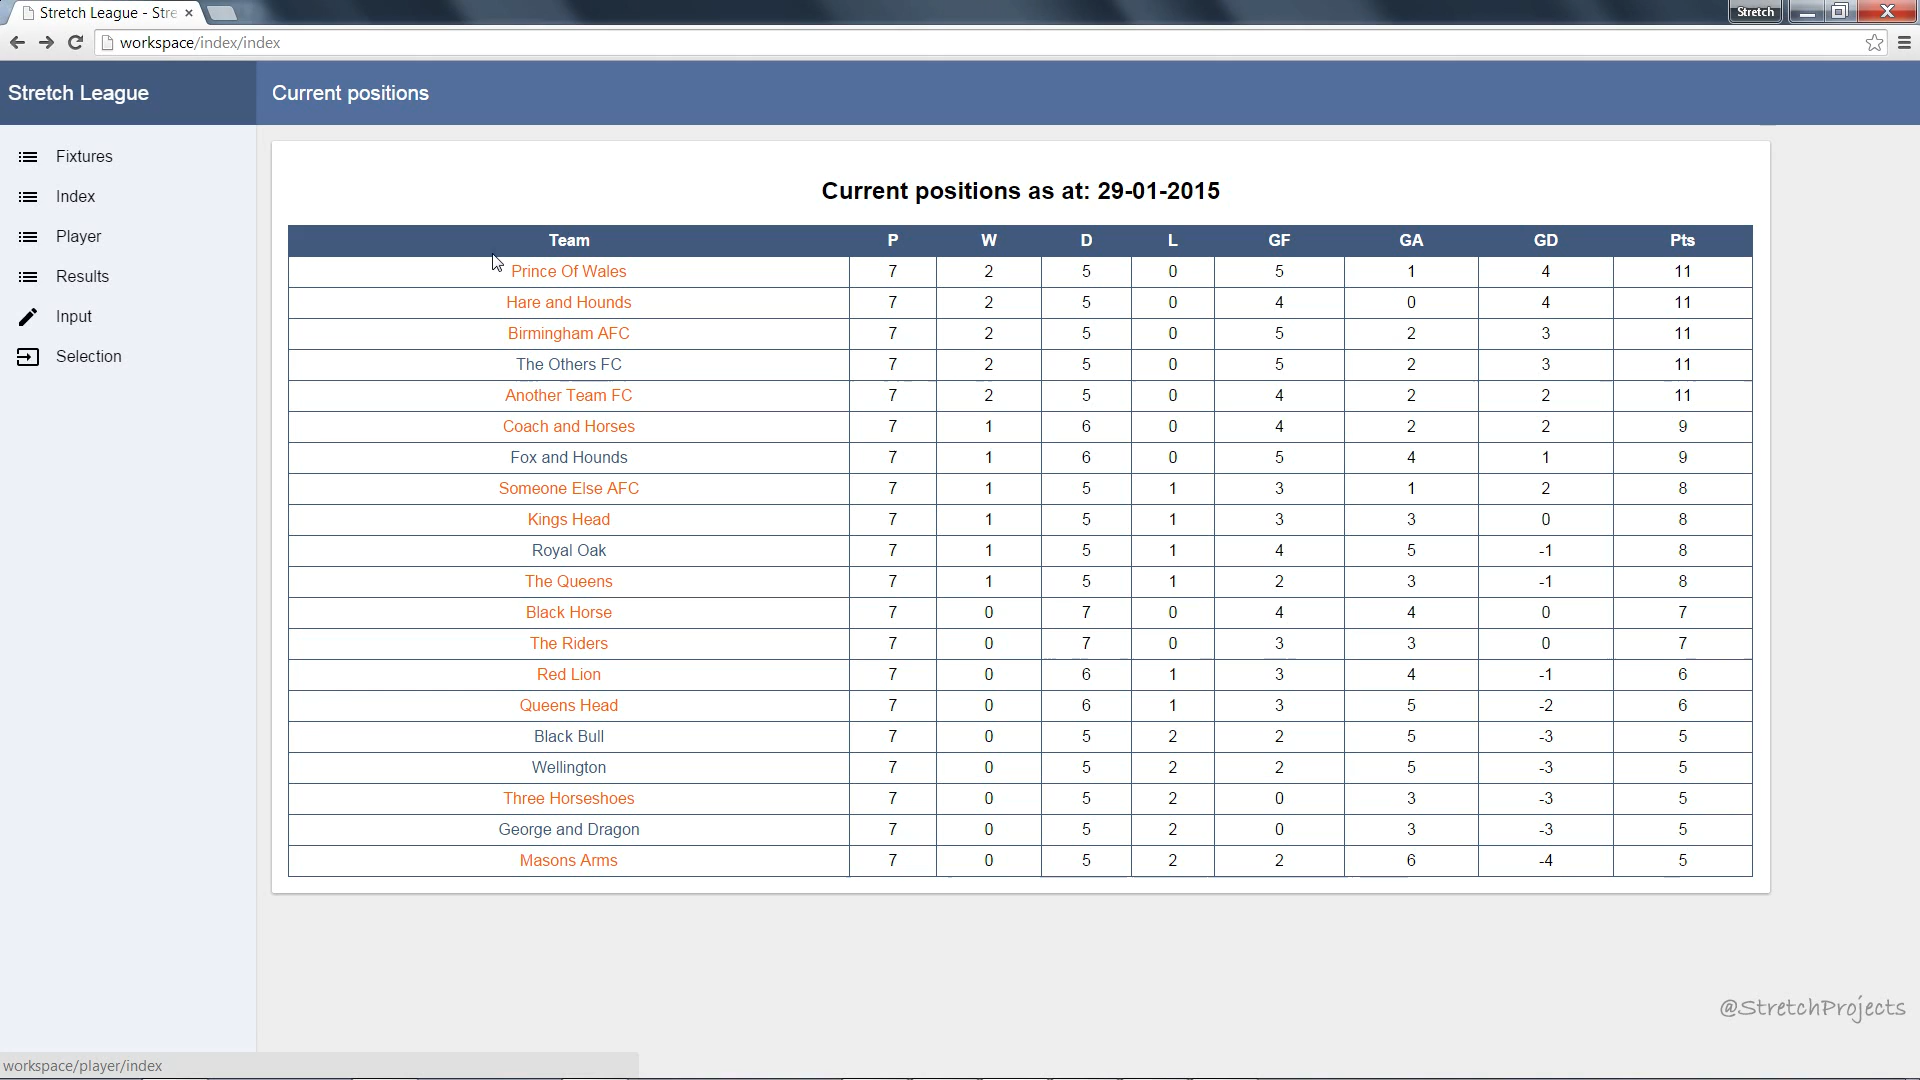 Stretch League - Stre
Stretch
workspace/index/index
Stretch League
Current positions
Fixtures
Index
Player
Results
Input
Selection
Current positions as at: 29-01-2015
Team P W D L GF GA GD Pts
Prince Of Wales 7 2 5 0 5 1 4 11
Hare and Hounds 7 2 5 0 4 0 4 11
Birmingham AFC 7 2 5 0 5 2 3 11
The Others FC 7 2 5 0 5 2 3 11
Another Team FC 7 2 5 0 4 2 2 11
Coach and Horses 7 1 6 0 4 2 2 9
Fox and Hounds 7 1 6 0 5 4 1 9
Someone Else AFC 7 1 5 1 3 1 2 8
Kings Head 7 1 5 1 3 3 0 8
Royal Oak 7 1 5 1 4 5 -1 8
The Queens 7 1 5 1 2 3 -1 8
Black Horse 7 0 7 0 4 4 0 7
The Riders 7 0 7 0 3 3 0 7
Red Lion 7 0 6 1 3 4 -1 6
Queens Head 7 0 6 1 3 5 -2 6
Black Bull 7 0 5 2 2 5 -3 5
Wellington 7 0 5 2 2 5 -3 5
Three Horseshoes 7 0 5 2 0 3 -3 5
George and Dragon 7 0 5 2 0 3 -3 5
Masons Arms 7 0 5 2 2 6 -4 5
@StretchProjects
workspace/player/index